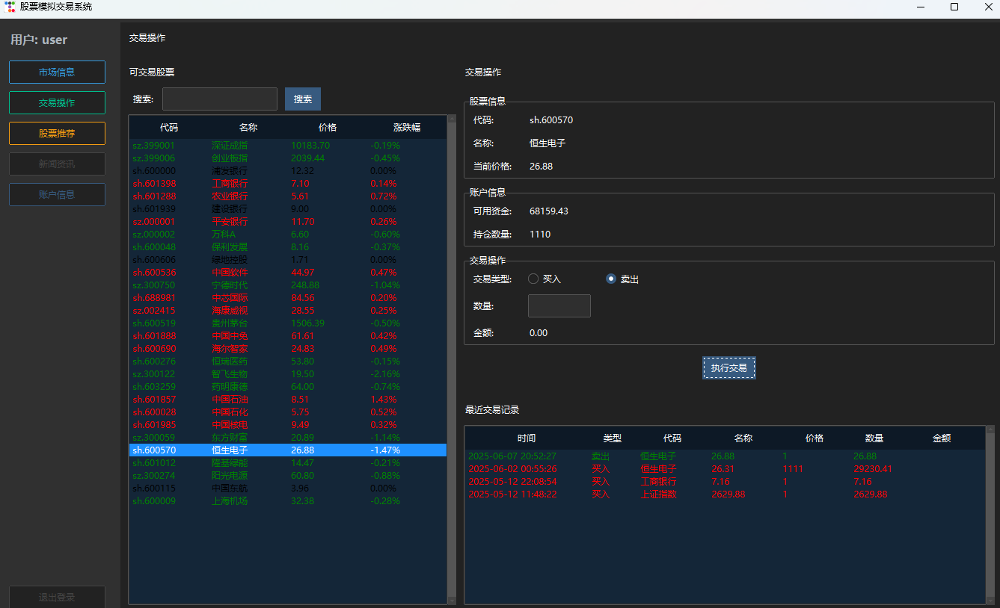 股票模拟交易系统
用户: user
市场信息
交易操作
股票推荐
新闻资讯
账户信息
退出登录
交易操作
可交易股票
搜索: 搜索
代码 名称 价格 涨跌幅
sz.399001 深证成指 10183.70 -0.19%
sz.399006 创业板指 2039.44 -0.45%
sh.600000 浦发银行 12.32 0.00%
sh.601398 工商银行 7.10 0.14%
sh.601288 农业银行 5.61 0.72%
sh.601939 建设银行 9.00 0.00%
sz.000001 平安银行 11.70 0.26%
sz.000002 万科A 6.60 -0.60%
sh.600048 保利发展 8.16 -0.37%
sh.600606 绿地控股 1.71 0.00%
sh.600536 中国软件 44.97 0.47%
sz.300750 宁德时代 248.88 -1.04%
sh.688981 中芯国际 84.56 0.20%
sz.002415 海康威视 28.55 0.25%
sh.600519 贵州茅台 1506.39 -0.50%
sh.601888 中国中免 61.61 0.42%
sh.600690 海尔智家 24.83 0.49%
sh.600276 恒瑞医药 53.80 -0.15%
sz.300122 智飞生物 19.50 -2.16%
sh.603259 药明康德 64.00 -0.74%
sh.601857 中国石油 8.51 1.43%
sh.600028 中国石化 5.75 0.52%
sh.601985 中国核电 9.49 0.32%
sz.300059 东方财富 20.89 -1.14%
sh.600570 恒生电子 26.88 -1.47%
sh.601012 隆基绿能 14.47 -0.21%
sz.300274 阳光电源 60.80 -0.88%
sh.600115 中国东航 3.96 0.00%
sh.600009 上海机场 32.38 -0.28%
交易操作
股票信息
代码: sh.600570
名称: 恒生电子
当前价格: 26.88
账户信息
可用资金: 68159.43
持仓数量: 1110
交易操作
交易类型: 买入 卖出
数量:
金额: 0.00
执行交易
最近交易记录
时间 类型 代码 名称 价格 数量 金额
2025-06-07 20:52:27 卖出 恒生电子 26.88 1 26.88
2025-06-02 00:55:26 买入 恒生电子 26.31 1111 29230.41
2025-05-12 22:08:54 买入 工商银行 7.16 1 7.16
2025-05-12 11:48:22 买入 上证指数 2629.88 1 2629.88